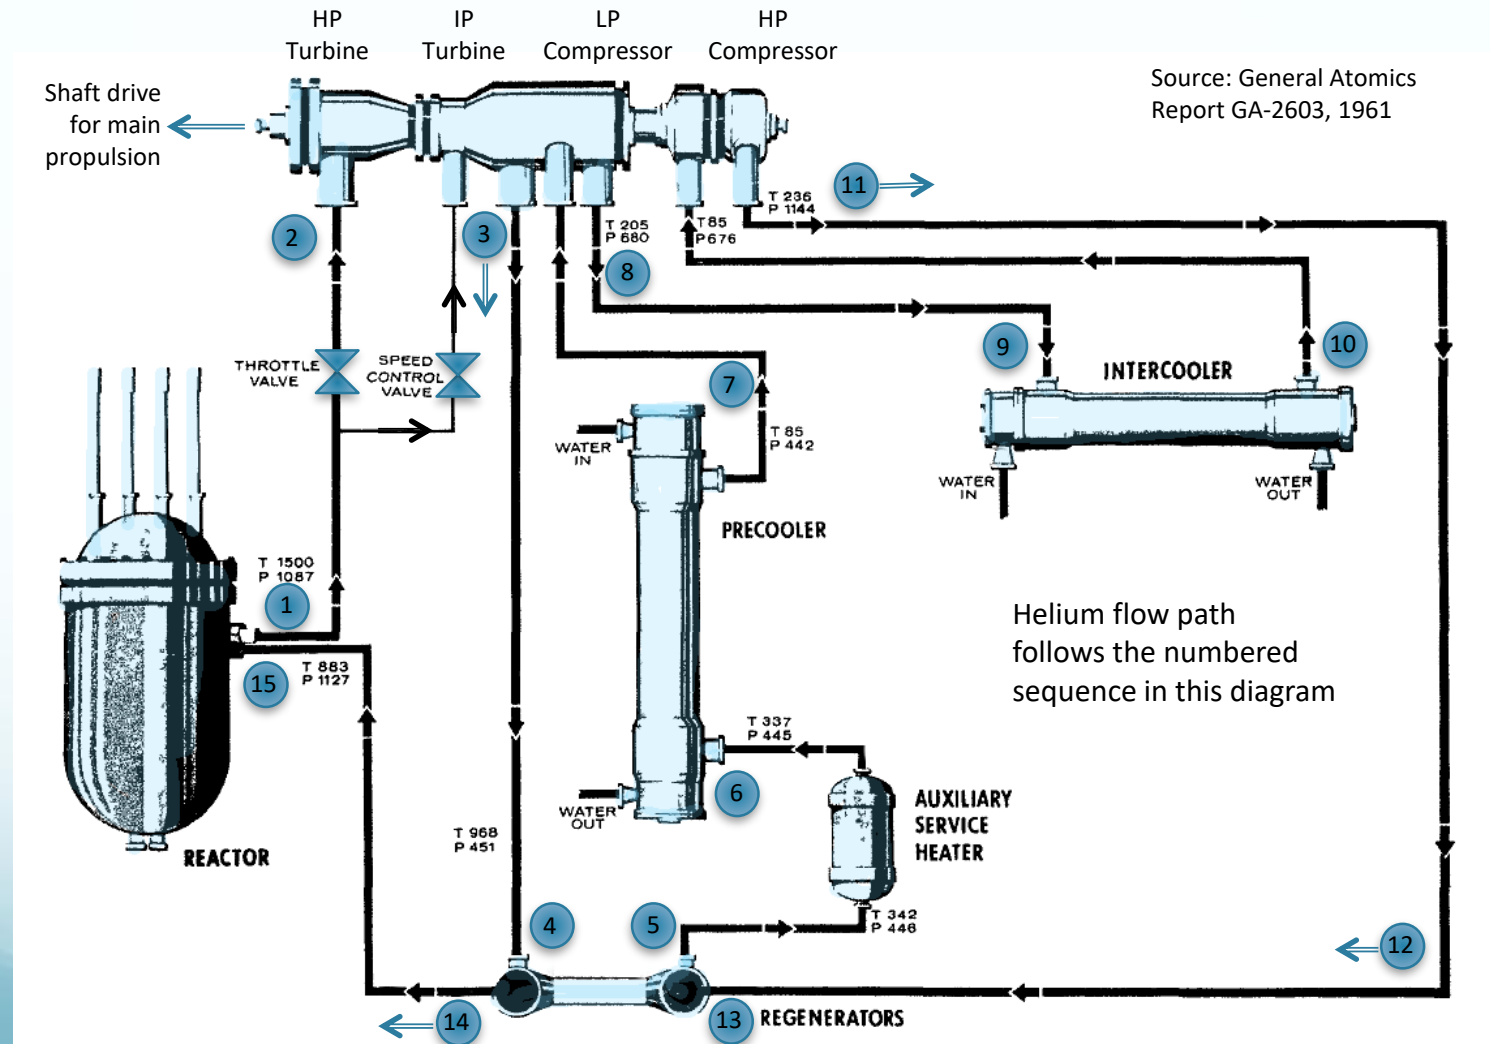 HP
Turbine
IP
Turbine
LP
Compressor
HP
Compressor
Shaft drive
for main
propulsion
Source: General Atomics
Report GA-2603, 1961
2
3
T 205
P 680
8
T85
P676
T 236
P 1144
11
THROTTLE
VALVE
SPEED
CONTROL
VALVE
7
T 85
P 442
9
10
INTERCOOLER
WATER
IN
WATER
OUT
WATER
IN
PRECOOLER
T 1500
P 1087
1
T 883
P 1127
15
Helium flow path
follows the numbered
sequence in this diagram
T 337
P 445
6
WATER
OUT
AUXILIARY
SERVICE
HEATER
T 968
P 451
REACTOR
T 342
P 446
4
5
12
14
13
REGENERATORS